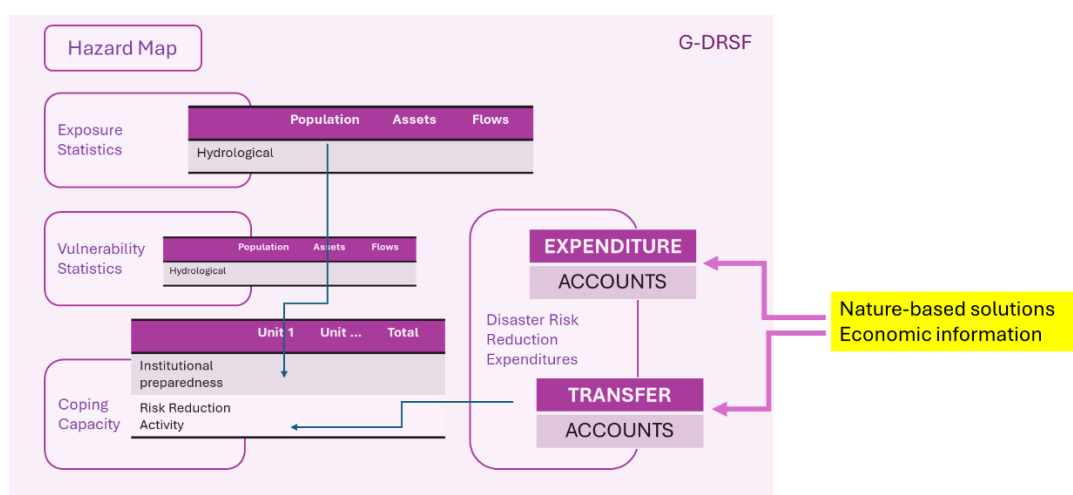 Hazard Map
G-DRSF
Exposure
Statistics
Population Assets Flows
Hydrological
Vulnerability
Statistics
Population Assets Flows
Hydrological
Unit 1 Unit ... Total
Institutional
preparedness
Risk Reduction
Activity
Coping
Capacity
EXPENDITURE
ACCOUNTS
Disaster Risk
Reduction
Expenditures
TRANSFER
ACCOUNTS
Nature-based solutions
Economic information